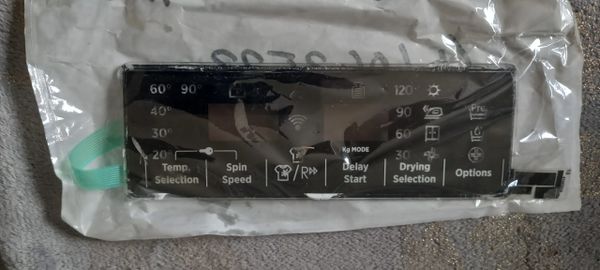 60° 90°
120'
40°
90
Pre.
30°
60
20°
Kg MODE
30
Temp.
Selection
Spin
Speed
/R
Delay
Start
Drying
Selection
Options